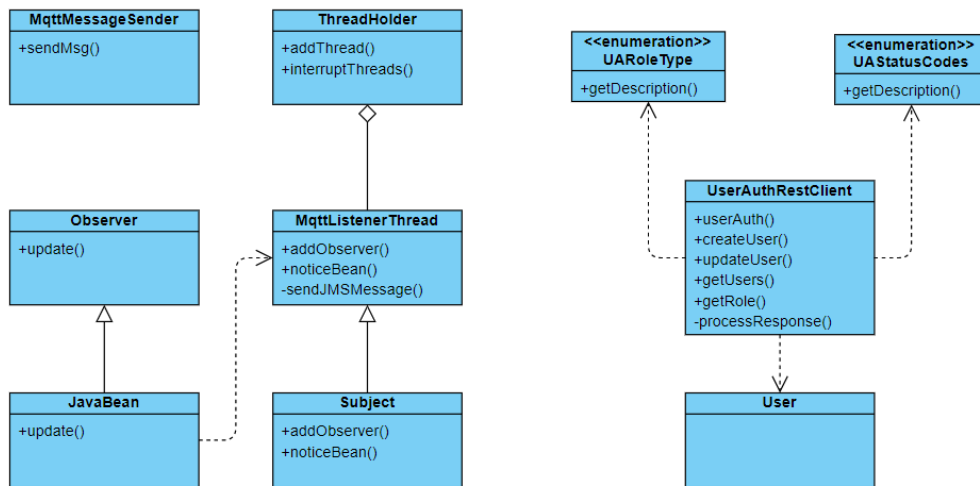 MqttMessageSender
+sendMsg()
ThreadHolder
+addThread()
+interruptThreads()
<<enumeration>>
UARoleType
+getDescription()
<<enumeration>>
UAStatusCodes
+getDescription()
Observer
+update()
MqttListenerThread
+addObserver()
+noticeBean()
-sendJMSMessage()
UserAuthRestClient
+userAuth()
+createUser()
+updateUser()
+getUsers()
+getRole()
-processResponse()
JavaBean
+update()
Subject
+addObserver()
+noticeBean()
User